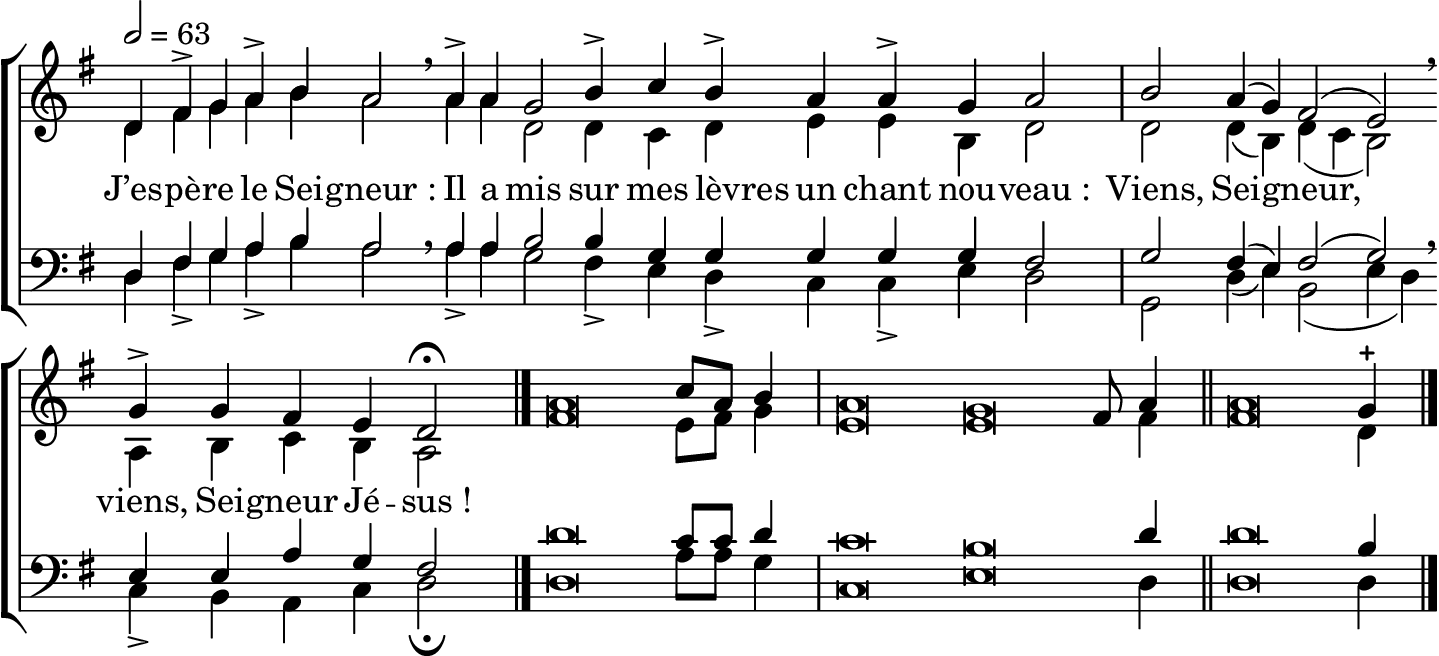 = 63
J’espère le Seigneur : Il a mis sur mes lèvres un chant nouveau : Viens, Seigneur,
viens, Seigneur Jé - sus !